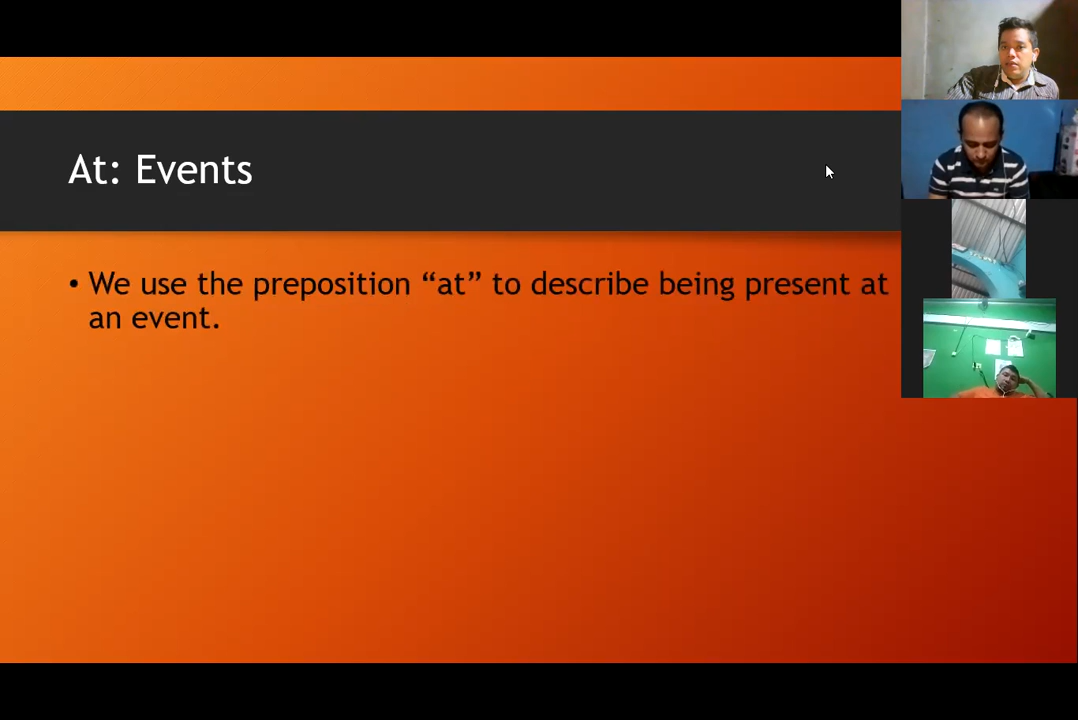 At: Events
• We use the preposition “at” to describe being present at
an event.